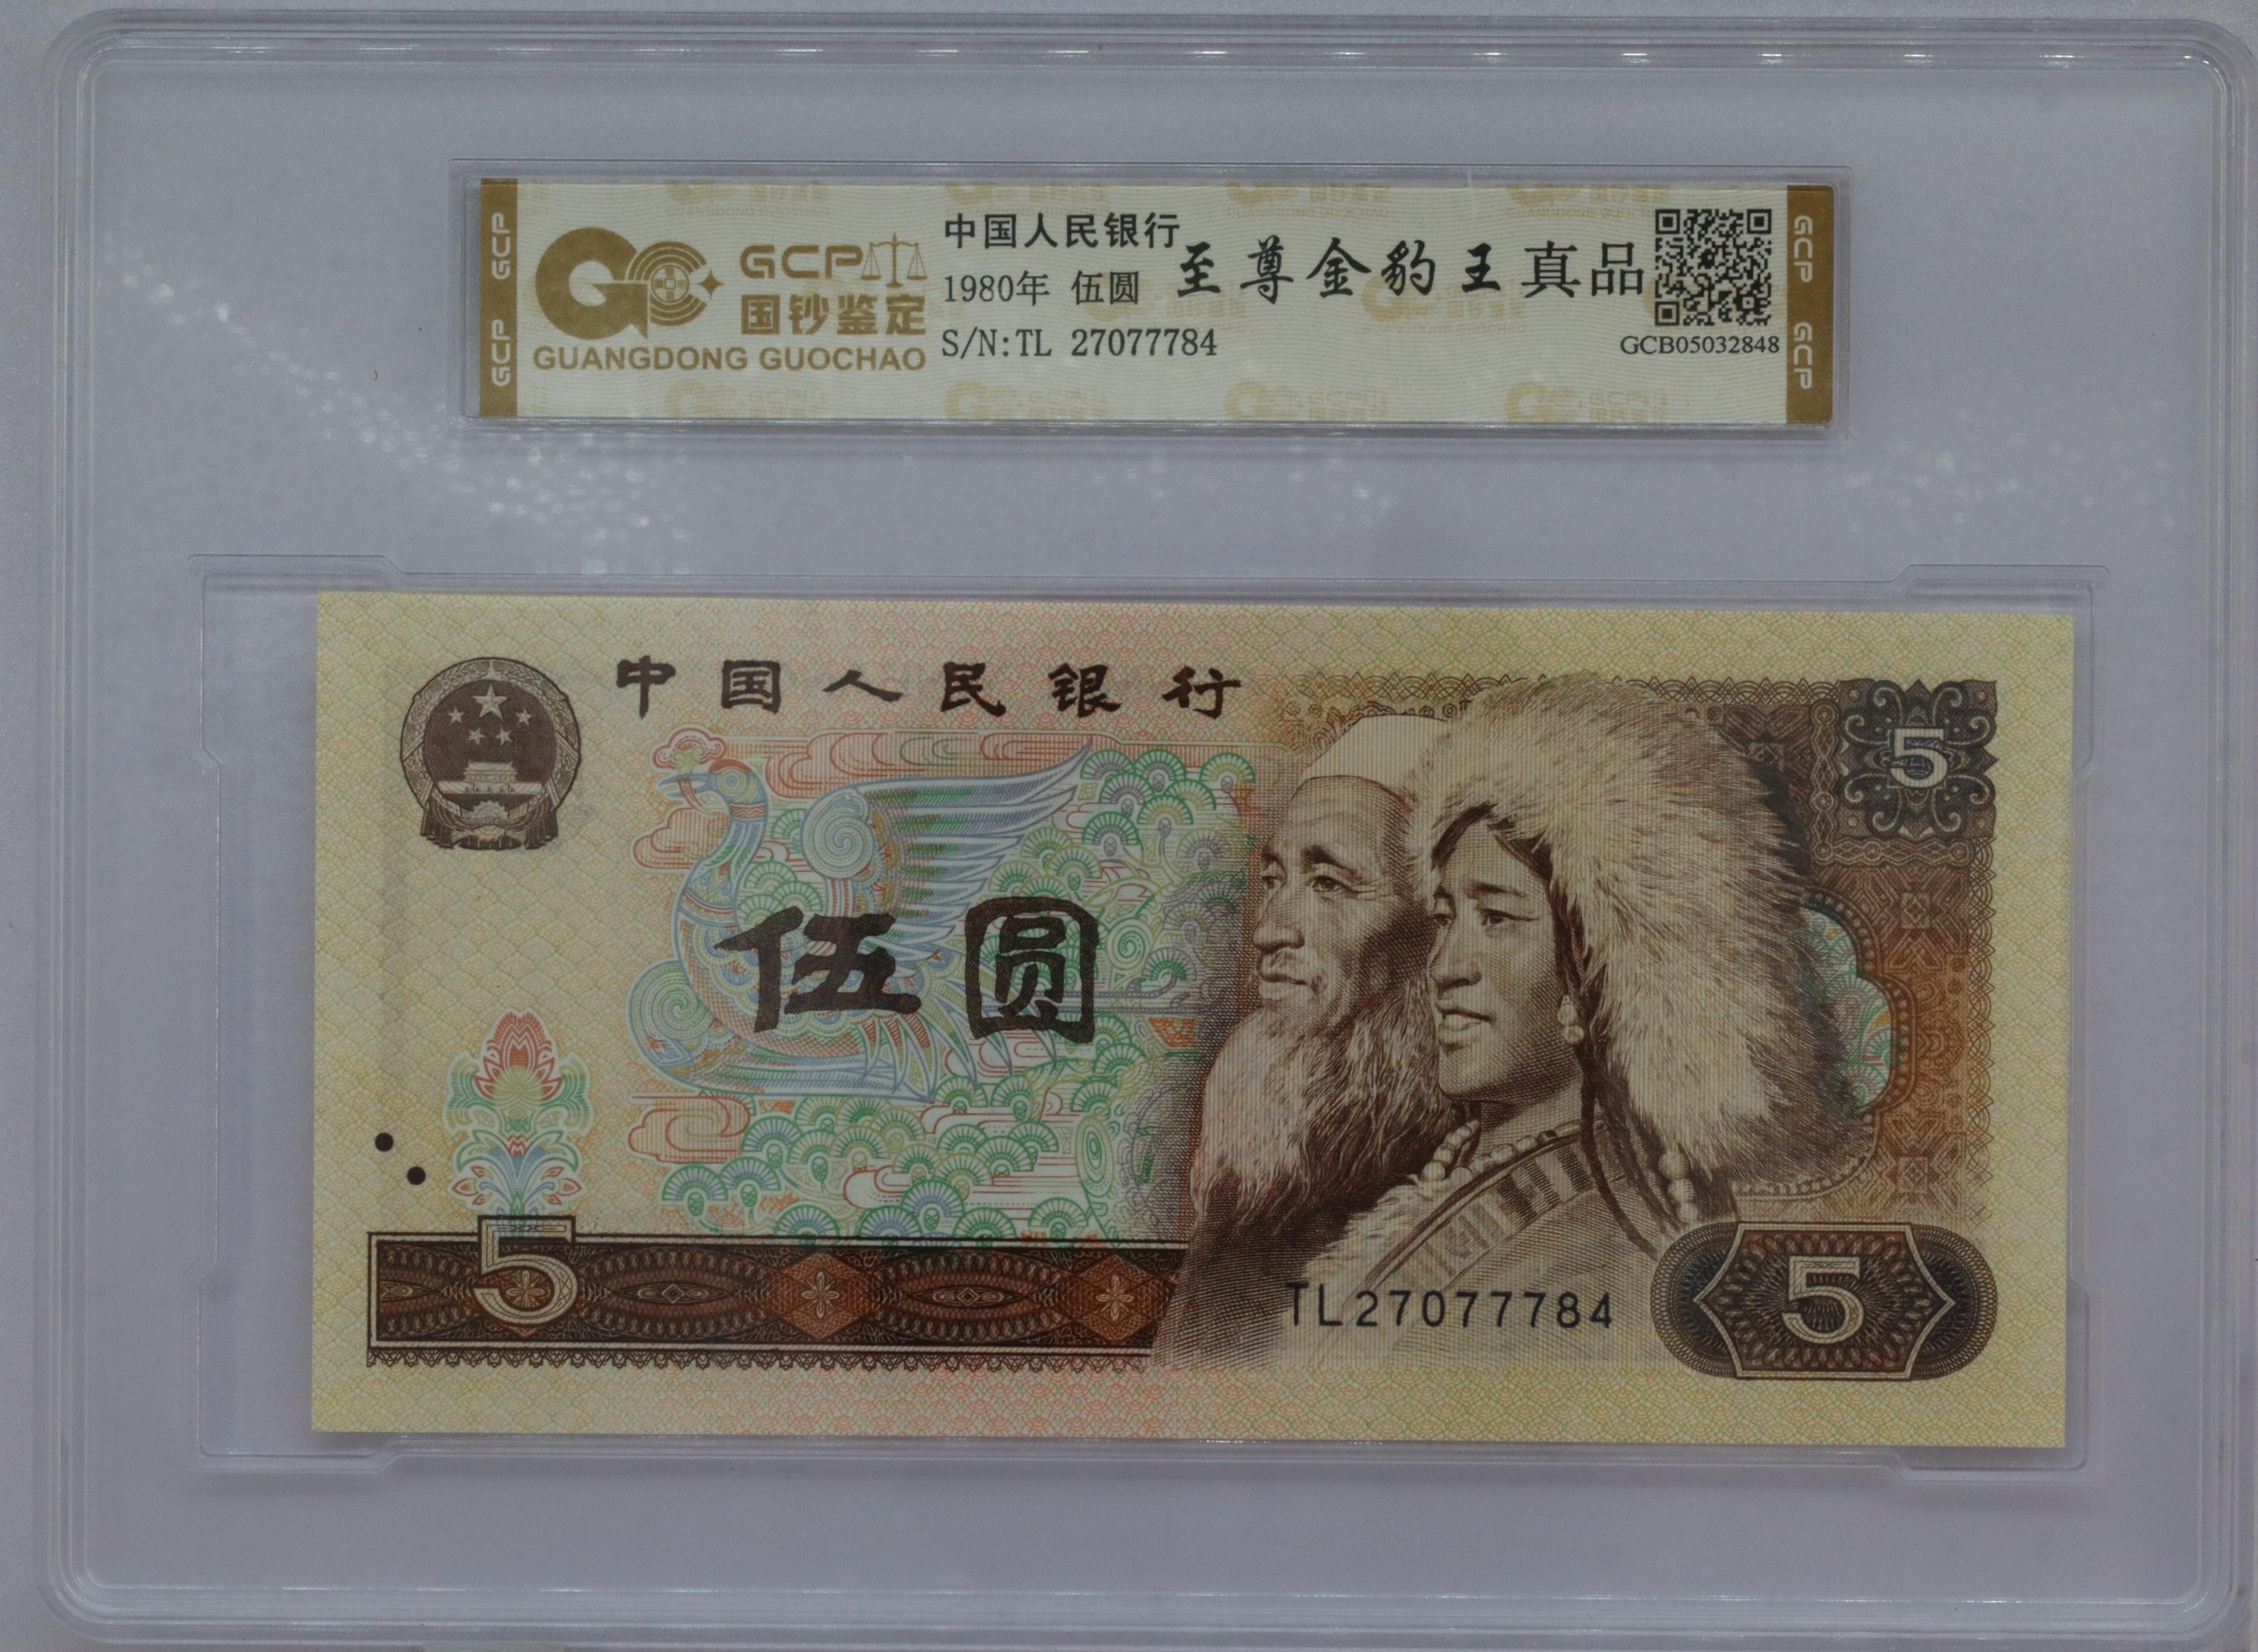 GCP GCP
GCP
国钞鉴定
GUANGDONG GUOCHAO
中国人民银行
1980年 伍圆
S/N:TL 27077784
至尊金豹王真品
GCB05032848
GCP GCP
中国人民银行
5
伍圆
5
TL27077784
5